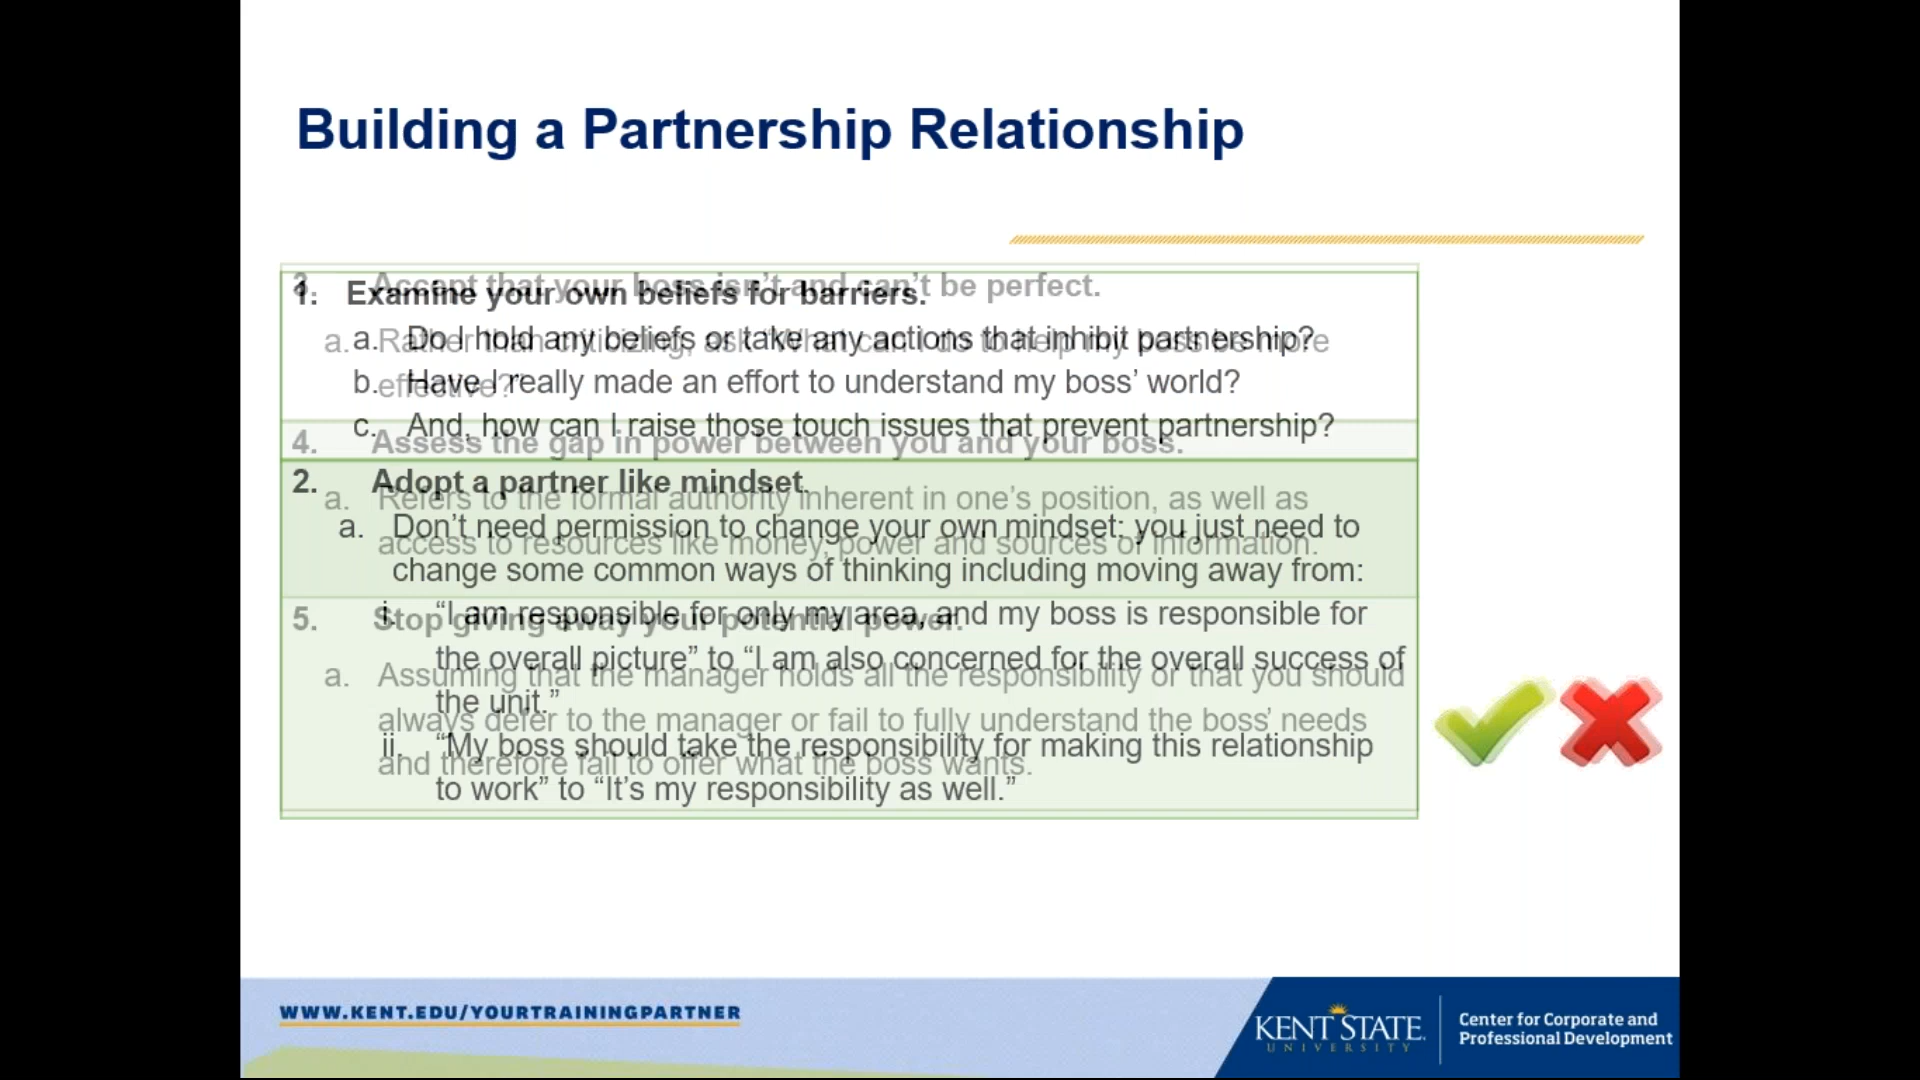 Building a Partnership Relationship
1. Examine your own beliefs for barriers.
a. Do I hold any beliefs or take any actions that inhibit partnership?
b. Have I really made an effort to understand my boss’ world?
c. And, how can I raise those touch issues that prevent partnership?
2. Adopt a partner like mindset.
a. Don’t need permission to change your own mindset; you just need to
change some common ways of thinking including moving away from:
i. “I am responsible for only my area, and my boss is responsible for
the overall picture” to “I am also concerned for the overall success of
the unit.”
ii. “My boss should take the responsibility for making this relationship
to work” to “It’s my responsibility as well.”
3. Accept that your boss isn’t and can’t be perfect.
a. Rather than criticizing, ask “What can I do to help my boss be more
effective?”
4. Assess the gap in power between you and your boss.
a. Refers to the formal authority inherent in one’s position, as well as
access to resources like money, power and sources of information.
5. Stop giving away your potential power.
a. Assuming that the manager holds all the responsibility or that you should
always defer to the manager or fail to fully understand the boss’ needs
and therefore fail to offer what the boss wants.
WWW.KENT.EDU/YOURTRAININGPARTNER
KENT STATE
UNIVERSITY
Center for Corporate and
Professional Development